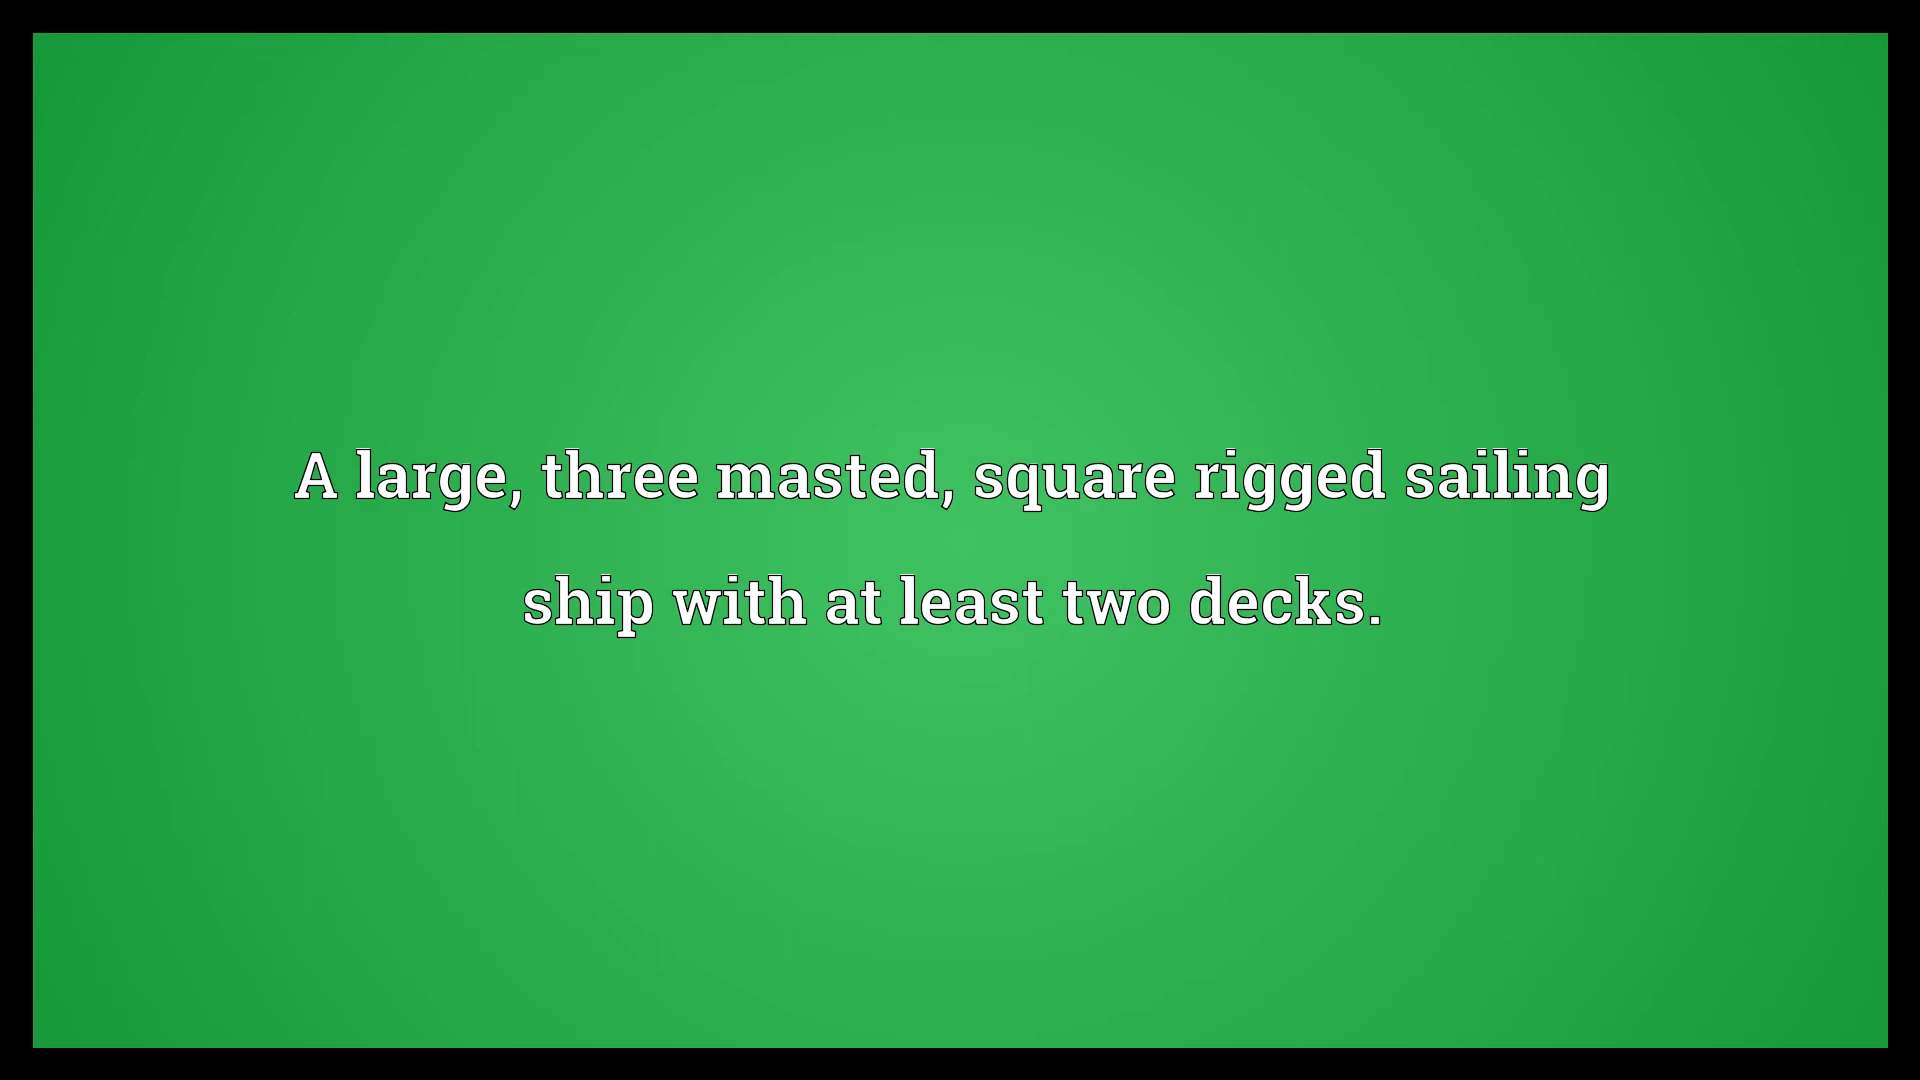 A large, three masted, square rigged sailing
ship with at least two decks.